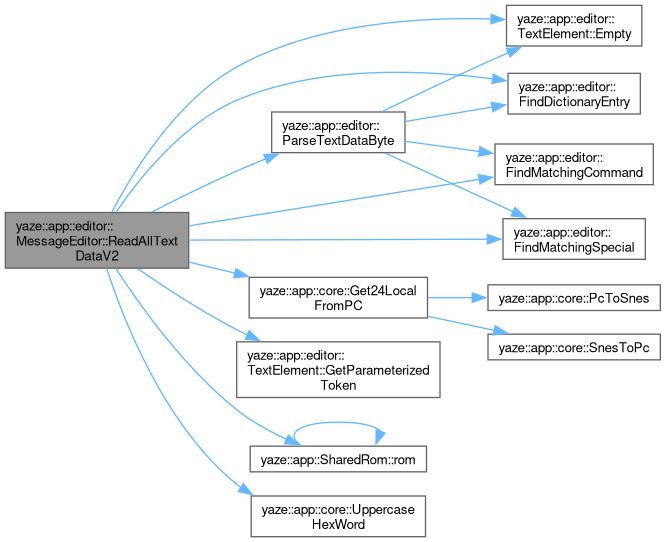 yaze::app::editor::
MessageEditor::ReadAllText
DataV2
yaze::app::editor::
TextElement::Empty
yaze::app::editor::
FindDictionaryEntry
yaze::app::editor::
ParseTextDataByte
yaze::app::editor::
FindMatchingCommand
yaze::app::editor::
FindMatchingSpecial
yaze::app::core::Get24Local
FromPC
yaze::app::core::PcToSnes
yaze::app::core::SnesToPc
yaze::app::editor::
TextElement::GetParameterized
Token
yaze::app::SharedRom::rom
yaze::app::core::Uppercase
HexWord